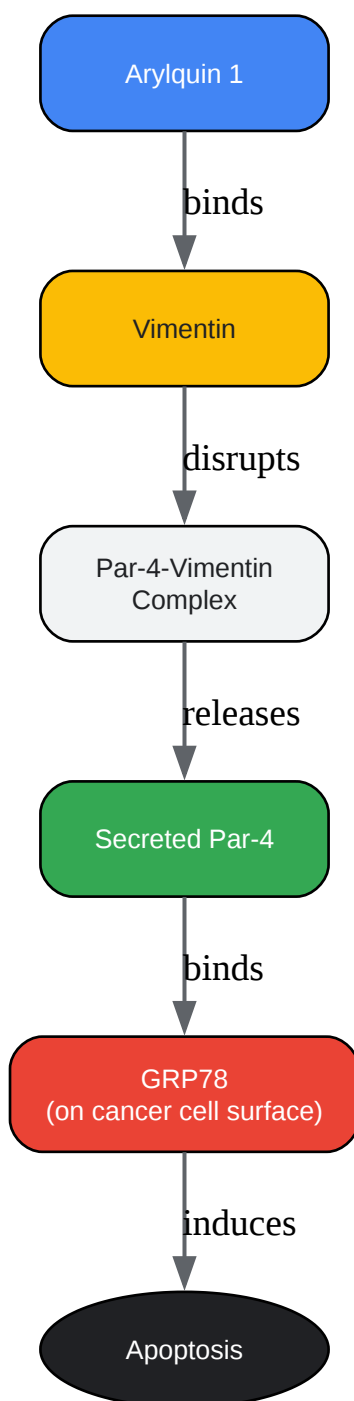 Arylquin 1
binds
Vimentin
disrupts
Par-4-Vimentin
Complex
releases
Secreted Par-4
binds
GRP78
(on cancer cell surface)
induces
Apoptosis